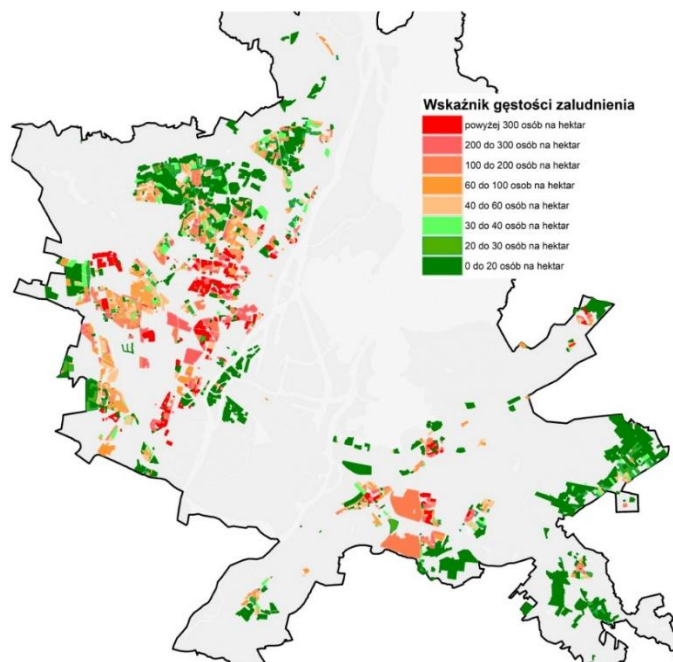 Wskaźnik gęstości zaludnienia
powyżej 300 osób na hektar
200 do 300 osób na hektar
100 do 200 osób na hektar
60 do 100 osob na hektar
40 do 60 osób na hektar
30 do 40 osób na hektar
20 do 30 osób na hektar
0 do 20 osób na hektar